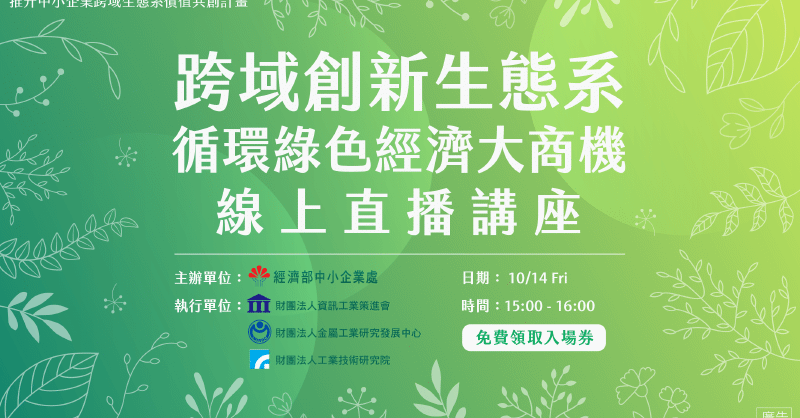 推升中小企業跨域生態系價值共創計畫
跨域創新生態系
循環綠色經濟大商機
線上直播講座
主辦單位： 經濟部中小企業處
執行單位： 財團法人資訊工業策進會
財團法人金屬工業研究發展中心
財團法人工業技術研究院
日期： 10/14 Fri
時間：15:00 - 16:00
免費領取入場券
廣告